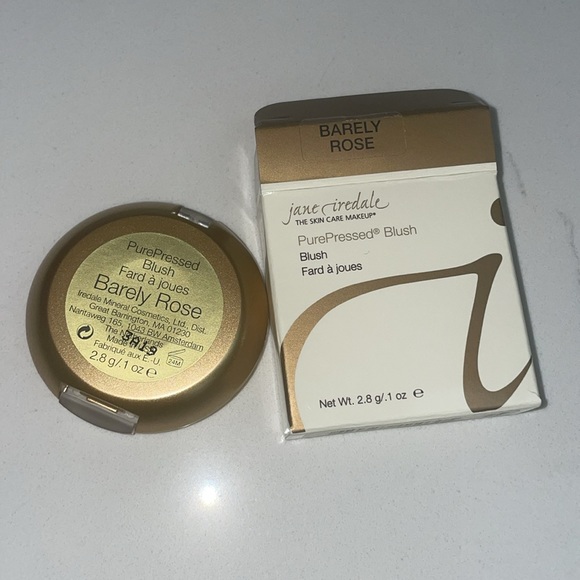 PurePressed
Blush
Fard à joues
Barely Rose
Iredale Mineral Cosmetics, Ltd., Dist.
Great Barrington, MA 01230
Nantaweg 165, 1043 BW Amsterdam
The Netherlands
3A19
Made in
Fabriqué aux E.-U.
24M
2.8 g/.1 oz ℮
BARELY
ROSE
jane iredale
THE SKIN CARE MAKEUP®
PurePressed® Blush
Blush
Fard à joues
Net Wt. 2.8 g/.1 oz ℮